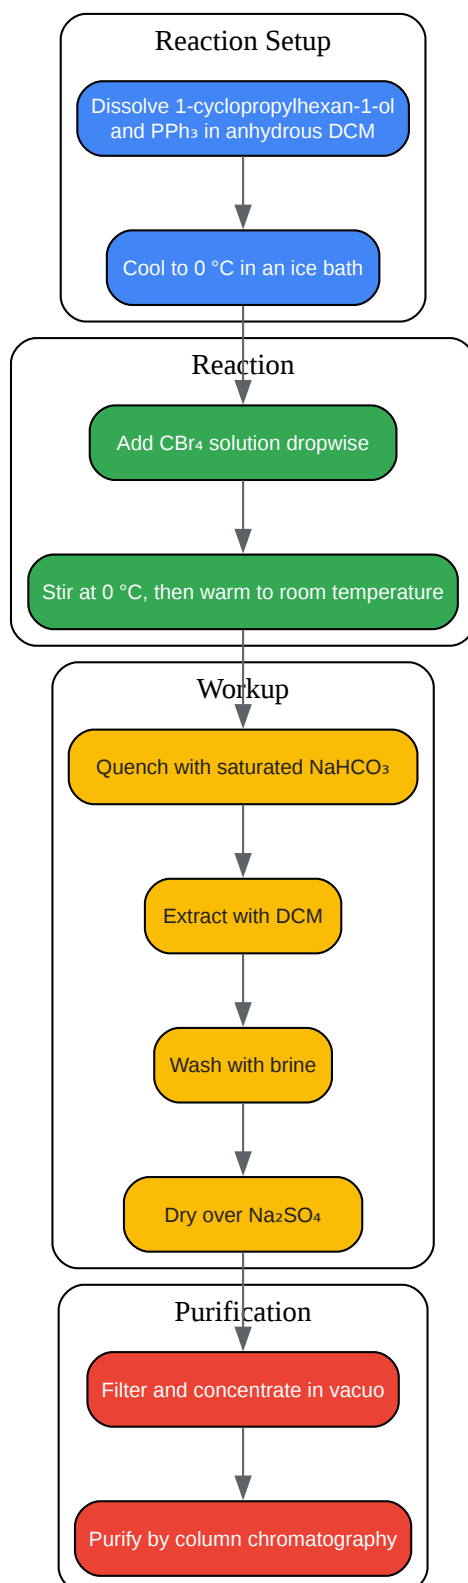 Reaction Setup
Dissolve 1-cyclopropylhexan-1-ol
and PPh₃ in anhydrous DCM
Cool to 0 °C in an ice bath
Reaction
Add CBr₄ solution dropwise
Stir at 0 °C, then warm to room temperature
Workup
Quench with saturated NaHCO₃
Extract with DCM
Wash with brine
Dry over Na₂SO₄
Purification
Filter and concentrate in vacuo
Purify by column chromatography